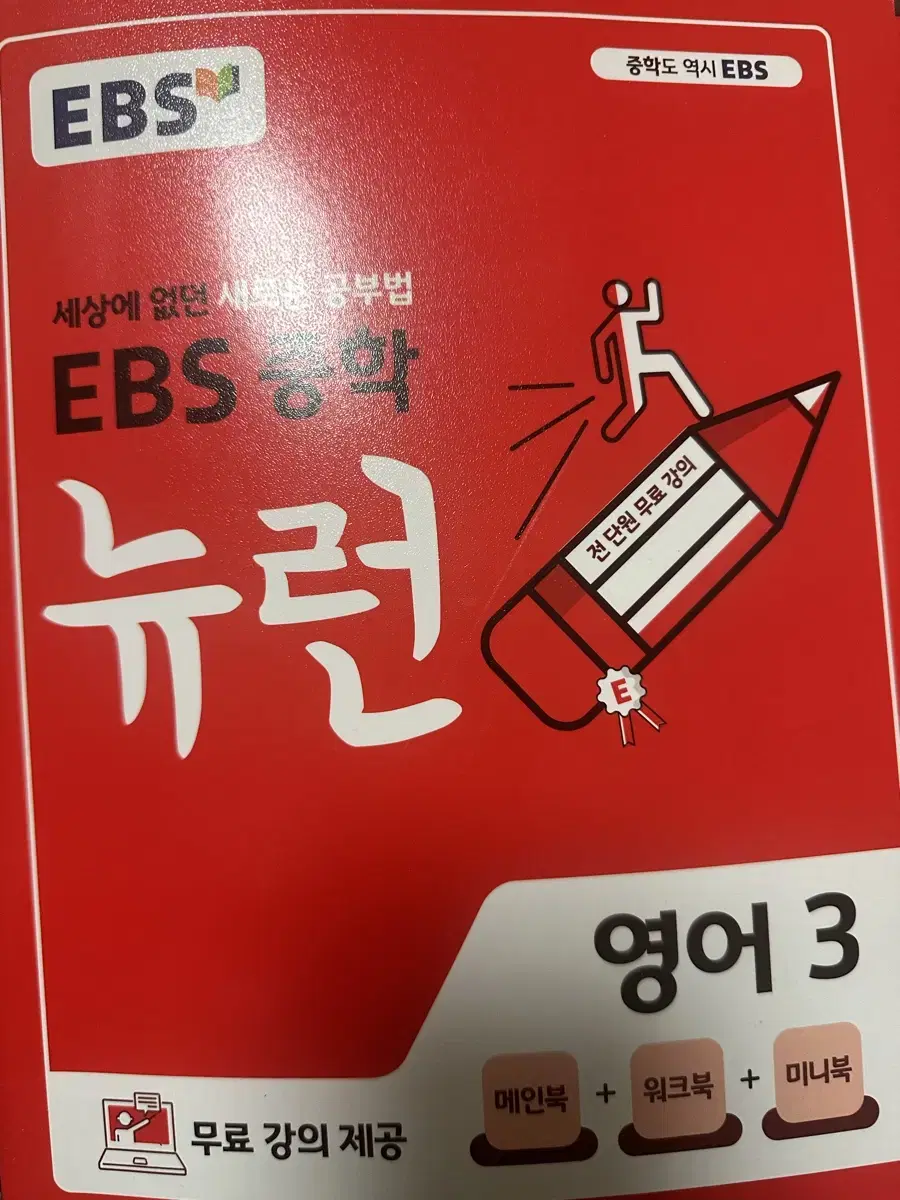 EBS
중학도 역시 EBS
세상에 없던 새로운 공부법
EBS 중학
뉴런
전 단원 무료 강의
E
영어 3
메인북 + 워크북 + 미니북
무료 강의 제공